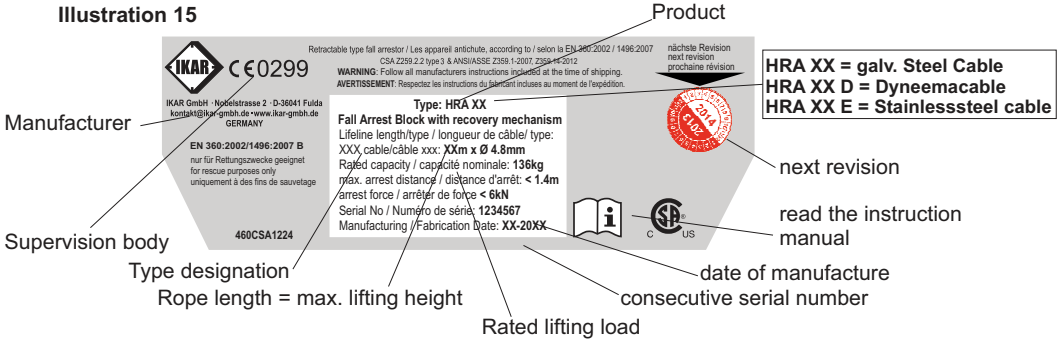 Illustration 15
Product
IKAR
CE 0299
Retractable type fall arrestor / Les appareil antichute, according to / selon la EN 360:2002 / 1496:2007
CSA Z259.2.2 type 3 & ANSI/ASSE Z359.1-2007, Z359.14-2012
WARNING: Follow all manufacturers instructions included at the time of shipping.
AVERTISSEMENT: Respectez les instructions du fabricant incluses au moment de l'expédition.
nächste Revision
next revision
prochaine révision
2014
2013
HRA XX = galv. Steel Cable
HRA XX D = Dyneemacable
HRA XX E = Stainlesssteel cable
IKAR GmbH · Nobelstrasse 2 · D-36041 Fulda
kontakt@ikar-gmbh.de • www.ikar-gmbh.de
GERMANY
EN 360:2002/1496:2007 B
nur für Rettungszwecke geeignet
for rescue purposes only
uniquement à des fins de sauvetage
460CSA1224
Type: HRA XX
Fall Arrest Block with recovery mechanism
Lifeline length/type / longueur de câble/ type:
XXX cable/câble xxx: XXm x Ø 4.8mm
Rated capacity / capacité nominale: 136kg
max. arrest distance / distance d'arrêt: < 1.4m
arrest force / arrêter de force < 6kN
Serial No / Numéro de série: 1234567
Manufacturing / Fabrication Date: XX-20XX
i
CSA ®
C US
Manufacturer
Supervision body
Type designation
Rope length = max. lifting height
Rated lifting load
consecutive serial number
date of manufacture
read the instruction
manual
next revision